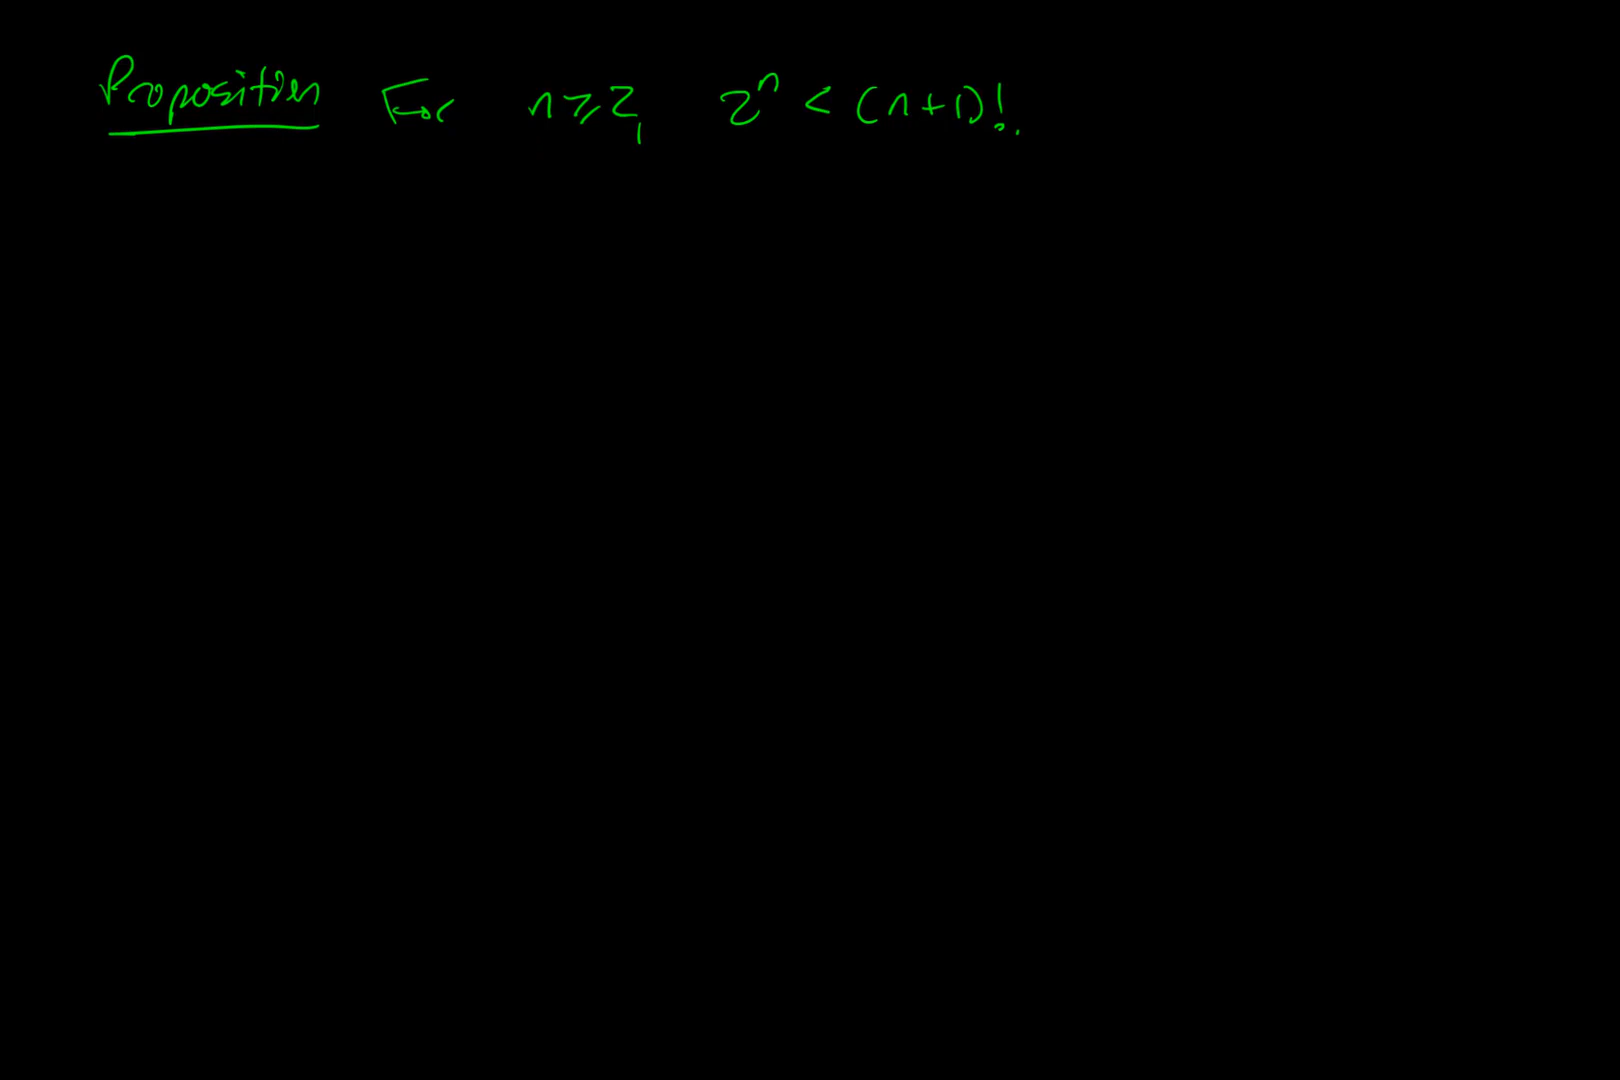 Proposition For n ⩾ 2, 2ⁿ < (n+1)!.